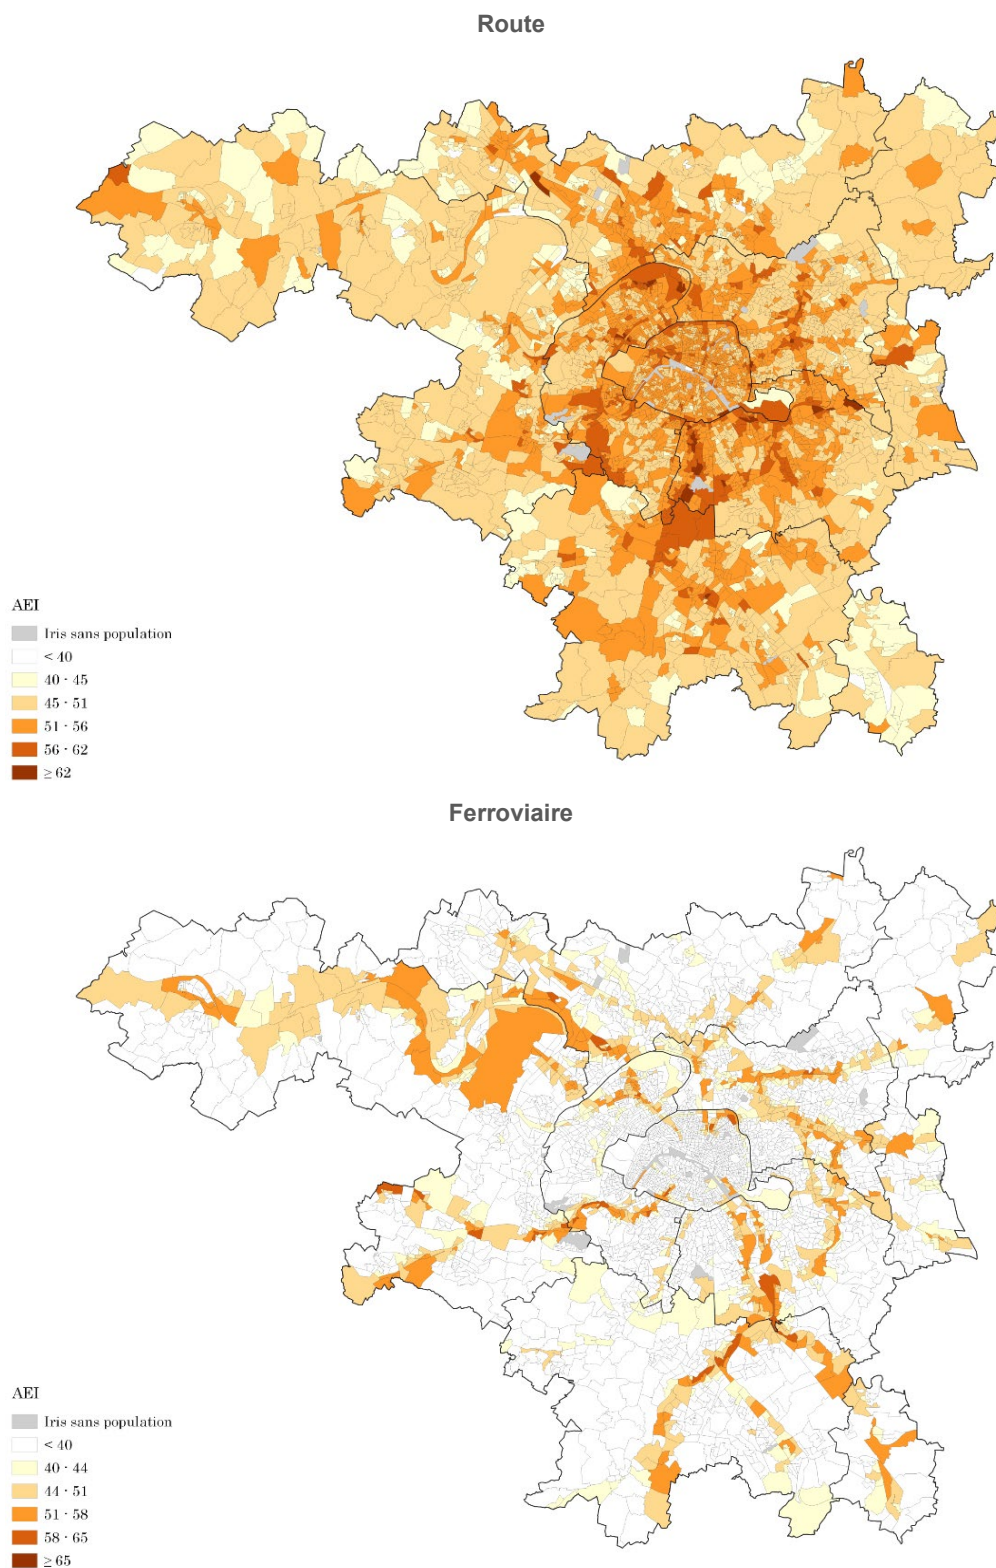 Route
AEI
Iris sans population
< 40
40 - 45
45 - 51
51 - 56
56 - 62
≥ 62
Ferroviaire
AEI
Iris sans population
< 40
40 - 44
44 - 51
51 - 58
58 - 65
≥ 65